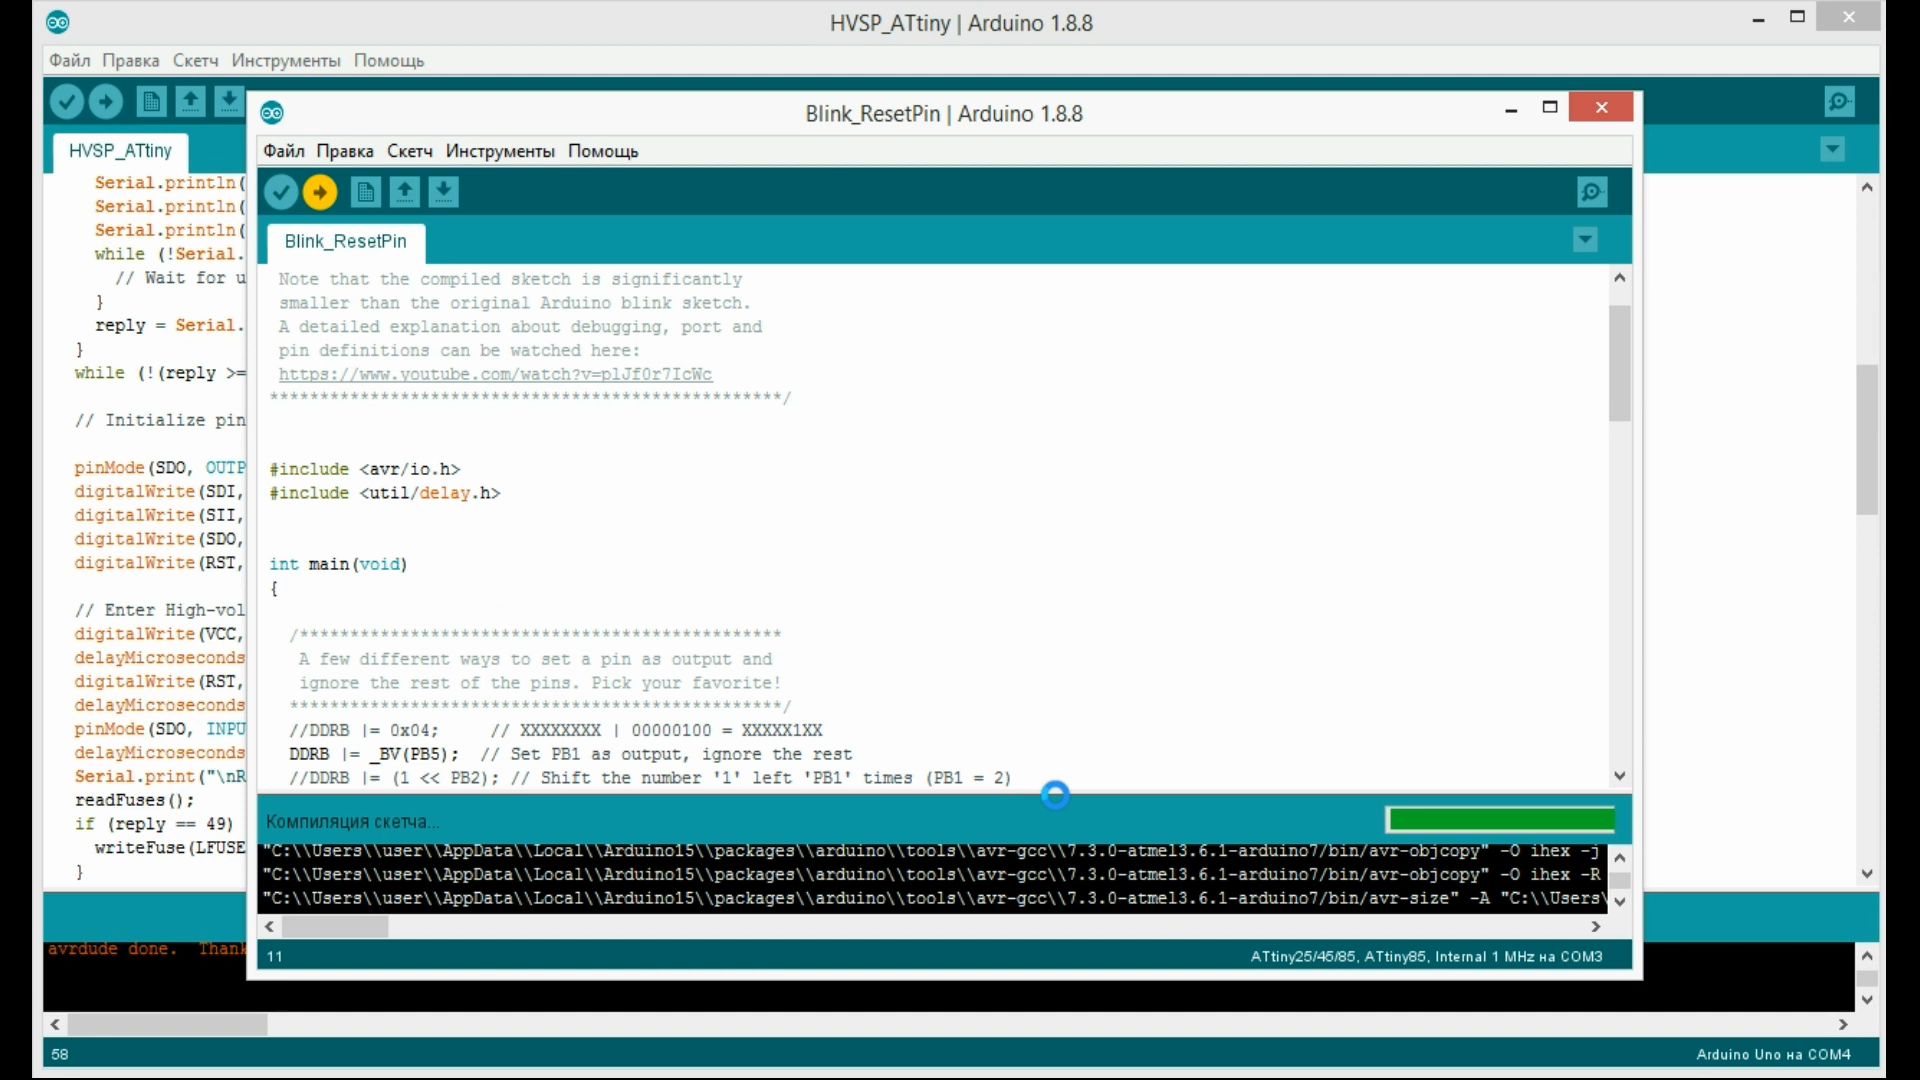 HVSP_ATtiny | Arduino 1.8.8
Файл Правка Скетч Инструменты Помощь
HVSP_ATtiny
Serial.println(
Serial.println(
Serial.println(
while (!Serial.
// Wait for u
}
reply = Serial.
}
while (!(reply >=
// Initialize pin
pinMode(SDO, OUTP
digitalWrite(SDI,
digitalWrite(SII,
digitalWrite(SDO,
digitalWrite(RST,
// Enter High-vol
digitalWrite(VCC,
delayMicroseconds
digitalWrite(RST,
delayMicroseconds
pinMode(SDO, INPU
delayMicroseconds
Serial.print("\nR
readFuses();
if (reply == 49)
writeFuse(LFUSE
}
avrdude done.  Thank
58
Arduino Uno на COM4
Blink_ResetPin | Arduino 1.8.8
Файл Правка Скетч Инструменты Помощь
Blink_ResetPin
Note that the compiled sketch is significantly
smaller than the original Arduino blink sketch.
A detailed explanation about debugging, port and
pin definitions can be watched here:
https://www.youtube.com/watch?v=plJf0r7IcWc
***************************************************/
#include <avr/io.h>
#include <util/delay.h>
int main(void)
{
/************************************************
A few different ways to set a pin as output and
ignore the rest of the pins. Pick your favorite!
*************************************************/
//DDRB |= 0x04;     // XXXXXXXX | 00000100 = XXXXX1XX
DDRB |= _BV(PB5);  // Set PB1 as output, ignore the rest
//DDRB |= (1 << PB2); // Shift the number '1' left 'PB1' times (PB1 = 2)
Компиляция скетча...
"C:\\Users\\user\\AppData\\Local\\Arduino15\\packages\\arduino\\tools\\avr-gcc\\7.3.0-atmel3.6.1-arduino7/bin/avr-objcopy" -O ihex -j
"C:\\Users\\user\\AppData\\Local\\Arduino15\\packages\\arduino\\tools\\avr-gcc\\7.3.0-atmel3.6.1-arduino7/bin/avr-objcopy" -O ihex -R
"C:\\Users\\user\\AppData\\Local\\Arduino15\\packages\\arduino\\tools\\avr-gcc\\7.3.0-atmel3.6.1-arduino7/bin/avr-size" -A "C:\\Users\
11
ATtiny25/45/85, ATtiny85, Internal 1 MHz на COM3